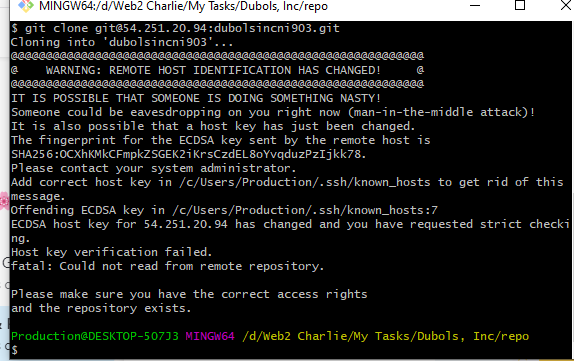 MINGW64:/d/Web2 Charlie/My Tasks/Dubols, Inc/repo
$ git clone git@54.251.20.94:dubolsincni903.git
Cloning into 'dubolsincni903'...
@@@@@@@@@@@@@@@@@@@@@@@@@@@@@@@@@@@@@@@@@@@@@@@@@@@@@@@@@@@
@    WARNING: REMOTE HOST IDENTIFICATION HAS CHANGED!     @
@@@@@@@@@@@@@@@@@@@@@@@@@@@@@@@@@@@@@@@@@@@@@@@@@@@@@@@@@@@
IT IS POSSIBLE THAT SOMEONE IS DOING SOMETHING NASTY!
Someone could be eavesdropping on you right now (man-in-the-middle attack)!
It is also possible that a host key has just been changed.
The fingerprint for the ECDSA key sent by the remote host is
SHA256:OCXhKMkCFmpkZSGEK2iKrsCzdEL8oYvqduzPzIjkk78.
Please contact your system administrator.
Add correct host key in /c/Users/Production/.ssh/known_hosts to get rid of this
message.
Offending ECDSA key in /c/Users/Production/.ssh/known_hosts:7
ECDSA host key for 54.251.20.94 has changed and you have requested strict checki
ng.
Host key verification failed.
fatal: Could not read from remote repository.
Please make sure you have the correct access rights
and the repository exists.
Production@DESKTOP-507J3 MINGW64 /d/Web2 Charlie/My Tasks/Dubols, Inc/repo
$